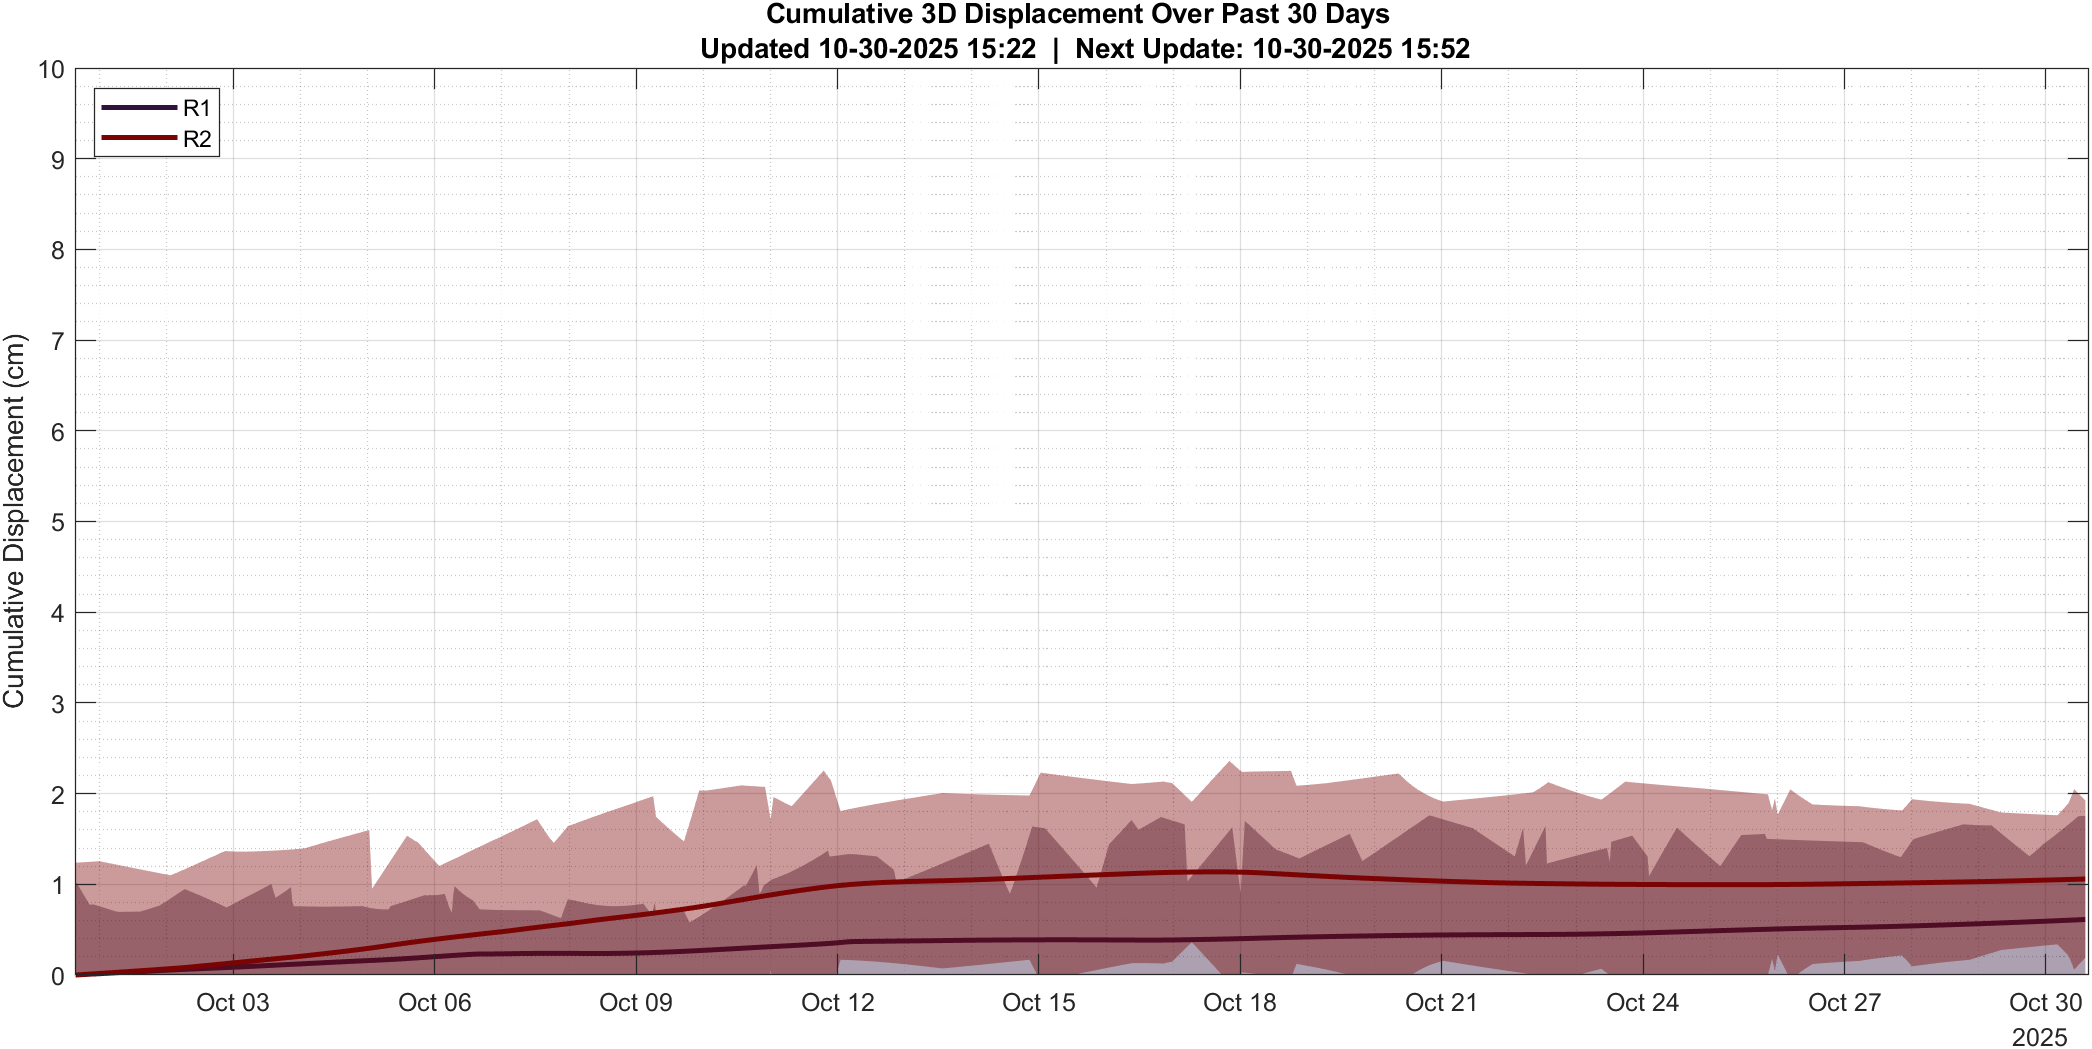 Cumulative 3D Displacement Over Past 30 Days
Updated 10-30-2025 15:22 | Next Update: 10-30-2025 15:52
R1
R2
Cumulative Displacement (cm)
10
9
8
7
6
5
4
3
2
1
0
Oct 03 Oct 06 Oct 09 Oct 12 Oct 15 Oct 18 Oct 21 Oct 24 Oct 27 Oct 30
2025